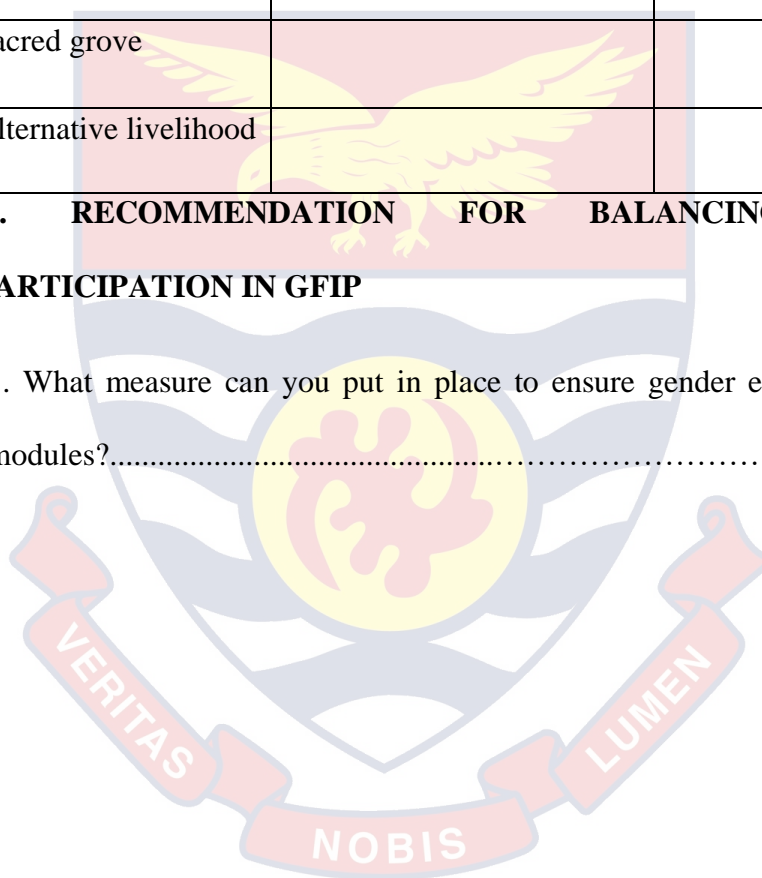 acred grove
lternative livelihood
. RECOMMENDATION FOR BALANCING
ARTICIPATION IN GFIP
. What measure can you put in place to ensure gender e
modules?..................................................………………………
VERITAS
NOBIS
LUMEN